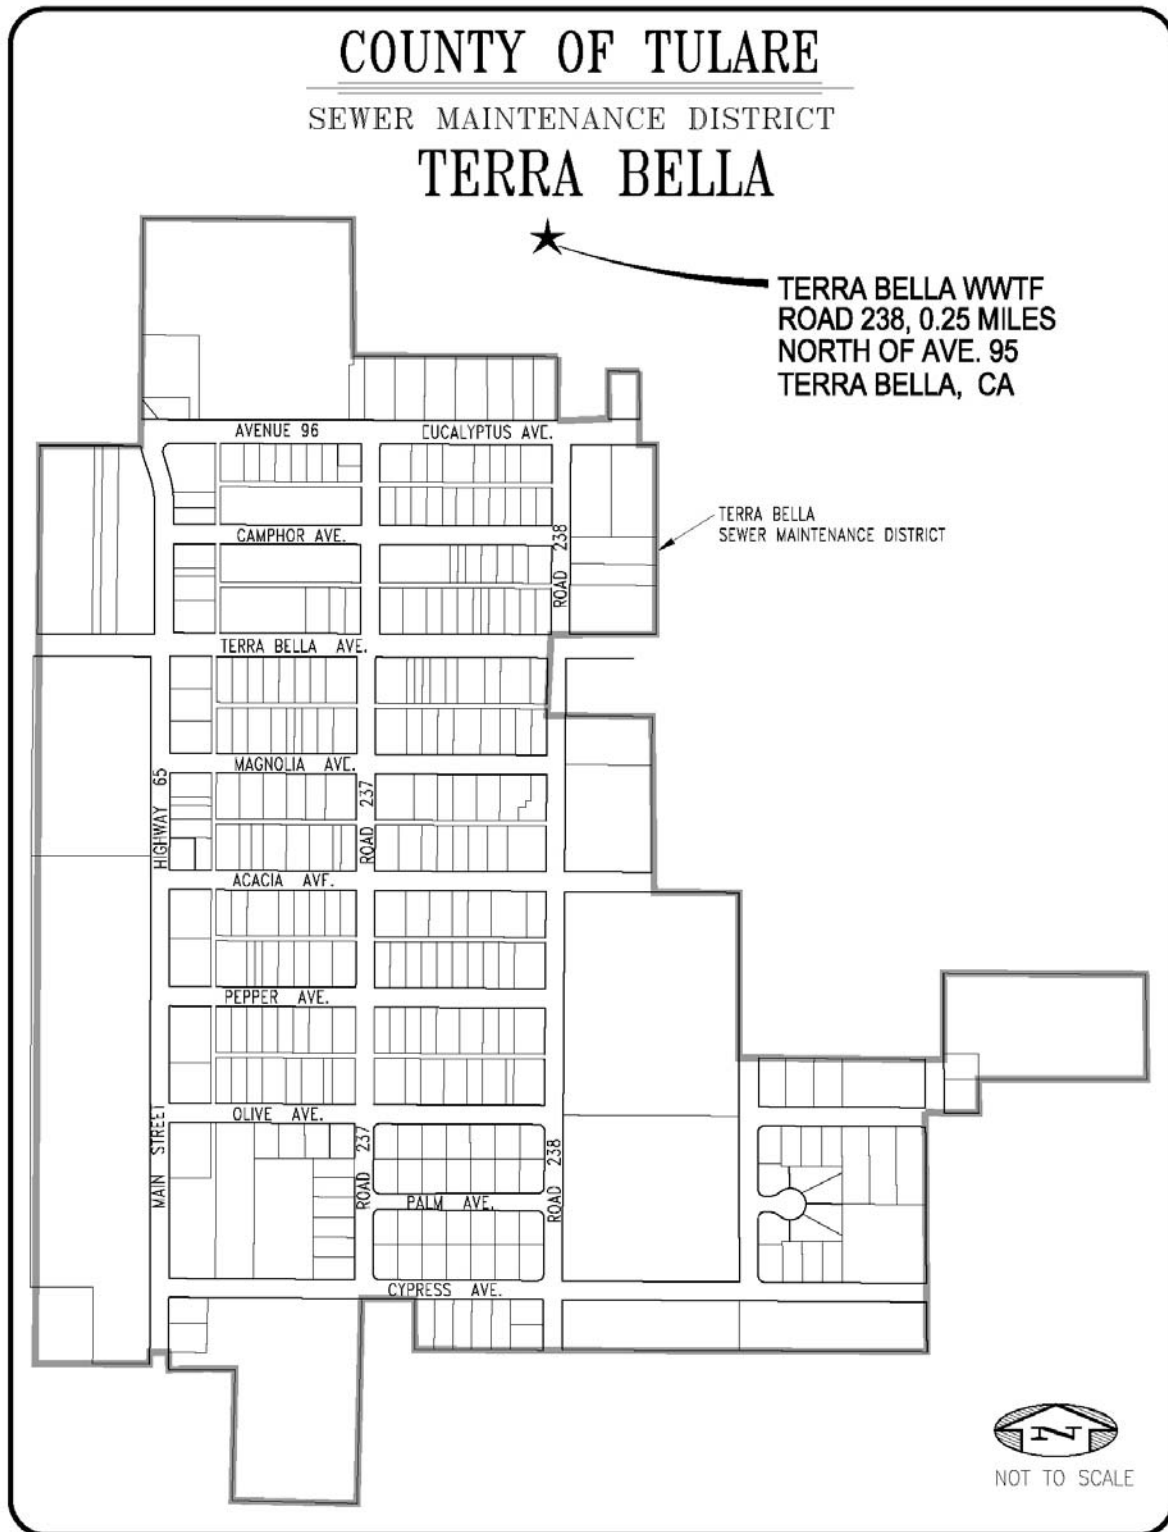 COUNTY OF TULARE
SEWER MAINTENANCE DISTRICT
TERRA BELLA
TERRA BELLA WWTF
ROAD 238, 0.25 MILES
NORTH OF AVE. 95
TERRA BELLA, CA
AVENUE 96
EUCALYPTUS AVE.
TERRA BELLA
SEWER MAINTENANCE DISTRICT
CAMPHOR AVE.
ROAD 238
TERRA BELLA AVE.
MAGNOLIA AVE.
HIGHWAY 65
ROAD 237
ACACIA AVE.
PEPPER AVE.
OLIVE AVE.
MAIN STREET
ROAD 237
ROAD 238
PALM AVE.
CYPRESS AVE.
N
NOT TO SCALE